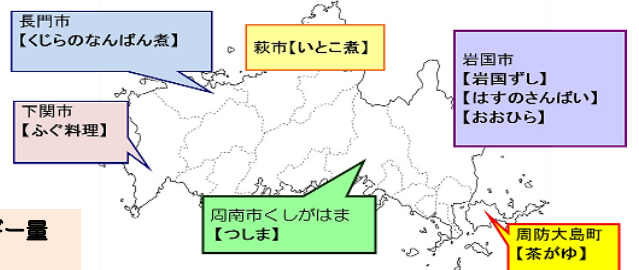 長門市
【くじらのなんばん煮】
萩市【いとこ煮】
岩国市
【岩国ずし】
【はすのさんばい】
【おおひら】
下関市
【ふぐ料理】
周南市くしがはま
【つしま】
ギー量
周防大島町
【茶がゆ】